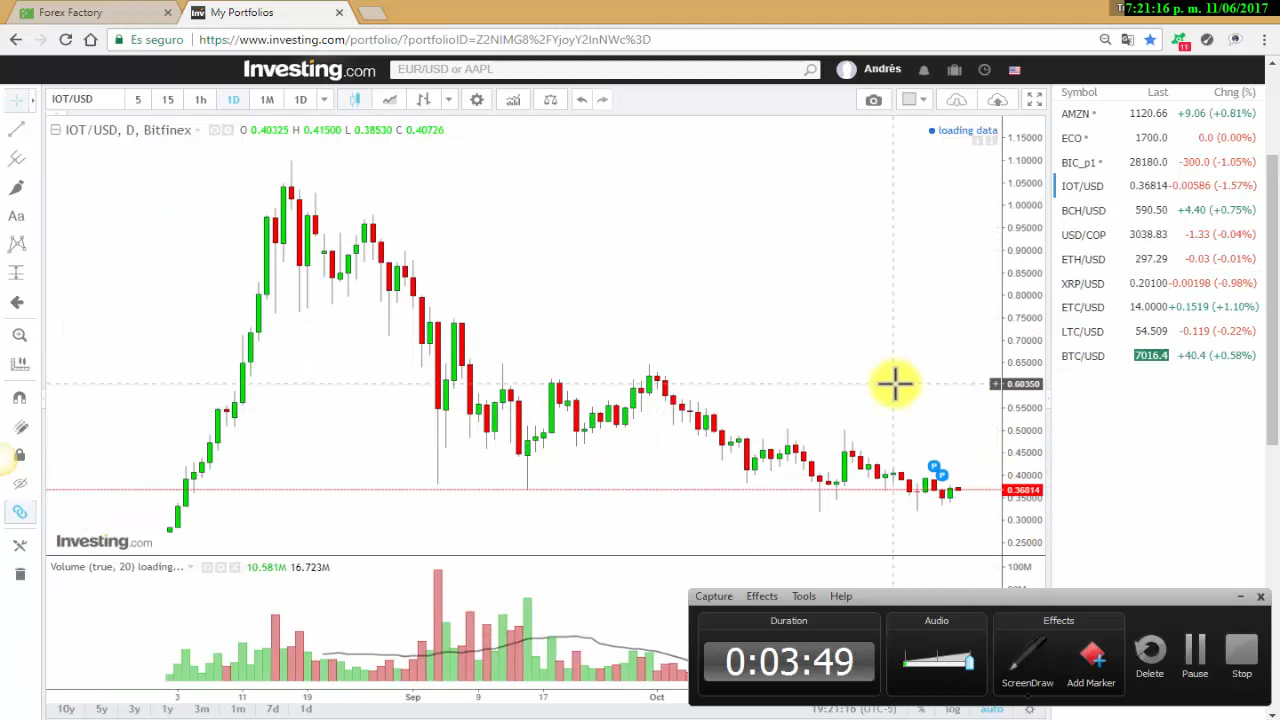 Forex Factory
My Portfolios
7:21:16 p. m. 11/06/2017
Es seguro
https://www.investing.com/portfolio/?portfolioID=Z2NlMG8%2FYjoyY2InNWc%3D
11
Investing.com
EUR/USD or AAPL
Andrés
IOT/USD 5 15 1h 1D 1M 1D
IOT/USD, D, Bitfinex O 0.40325 H 0.41500 L 0.38530 C 0.40726
loading data
1.15000
1.10000
1.05000
1.00000
0.95000
0.90000
0.85000
0.80000
0.75000
0.70000
0.65000
0.60350
0.55000
0.50000
0.45000
0.40000
0.36814
0.35000
0.30000
0.25000
P
P
Investing.com
Volume (true, 20) loading... 10.581M 16.723M
100M
3 11 19 Sep 9 17 Oct
10y 5y 3y 1y 3m 1m 7d 1d
19:21:16 (UTC-5) % log auto
Symbol Last Chng (%)
AMZN * 1120.66 +9.06 (+0.81%)
ECO * 1700.0 0.0 (0.00%)
BIC_p1 * 28180.0 -300.0 (-1.05%)
IOT/USD 0.36814 -0.00586 (-1.57%)
BCH/USD 590.50 +4.40 (+0.75%)
USD/COP 3038.83 -1.33 (-0.04%)
ETH/USD 297.29 -0.03 (-0.01%)
XRP/USD 0.20100 -0.00198 (-0.98%)
ETC/USD 14.0000 +0.1519 (+1.10%)
LTC/USD 54.509 -0.119 (-0.22%)
BTC/USD 7016.4 +40.4 (+0.58%)
Capture Effects Tools Help
Duration Audio Effects
0:03:49
ScreenDraw Add Marker Delete Pause Stop